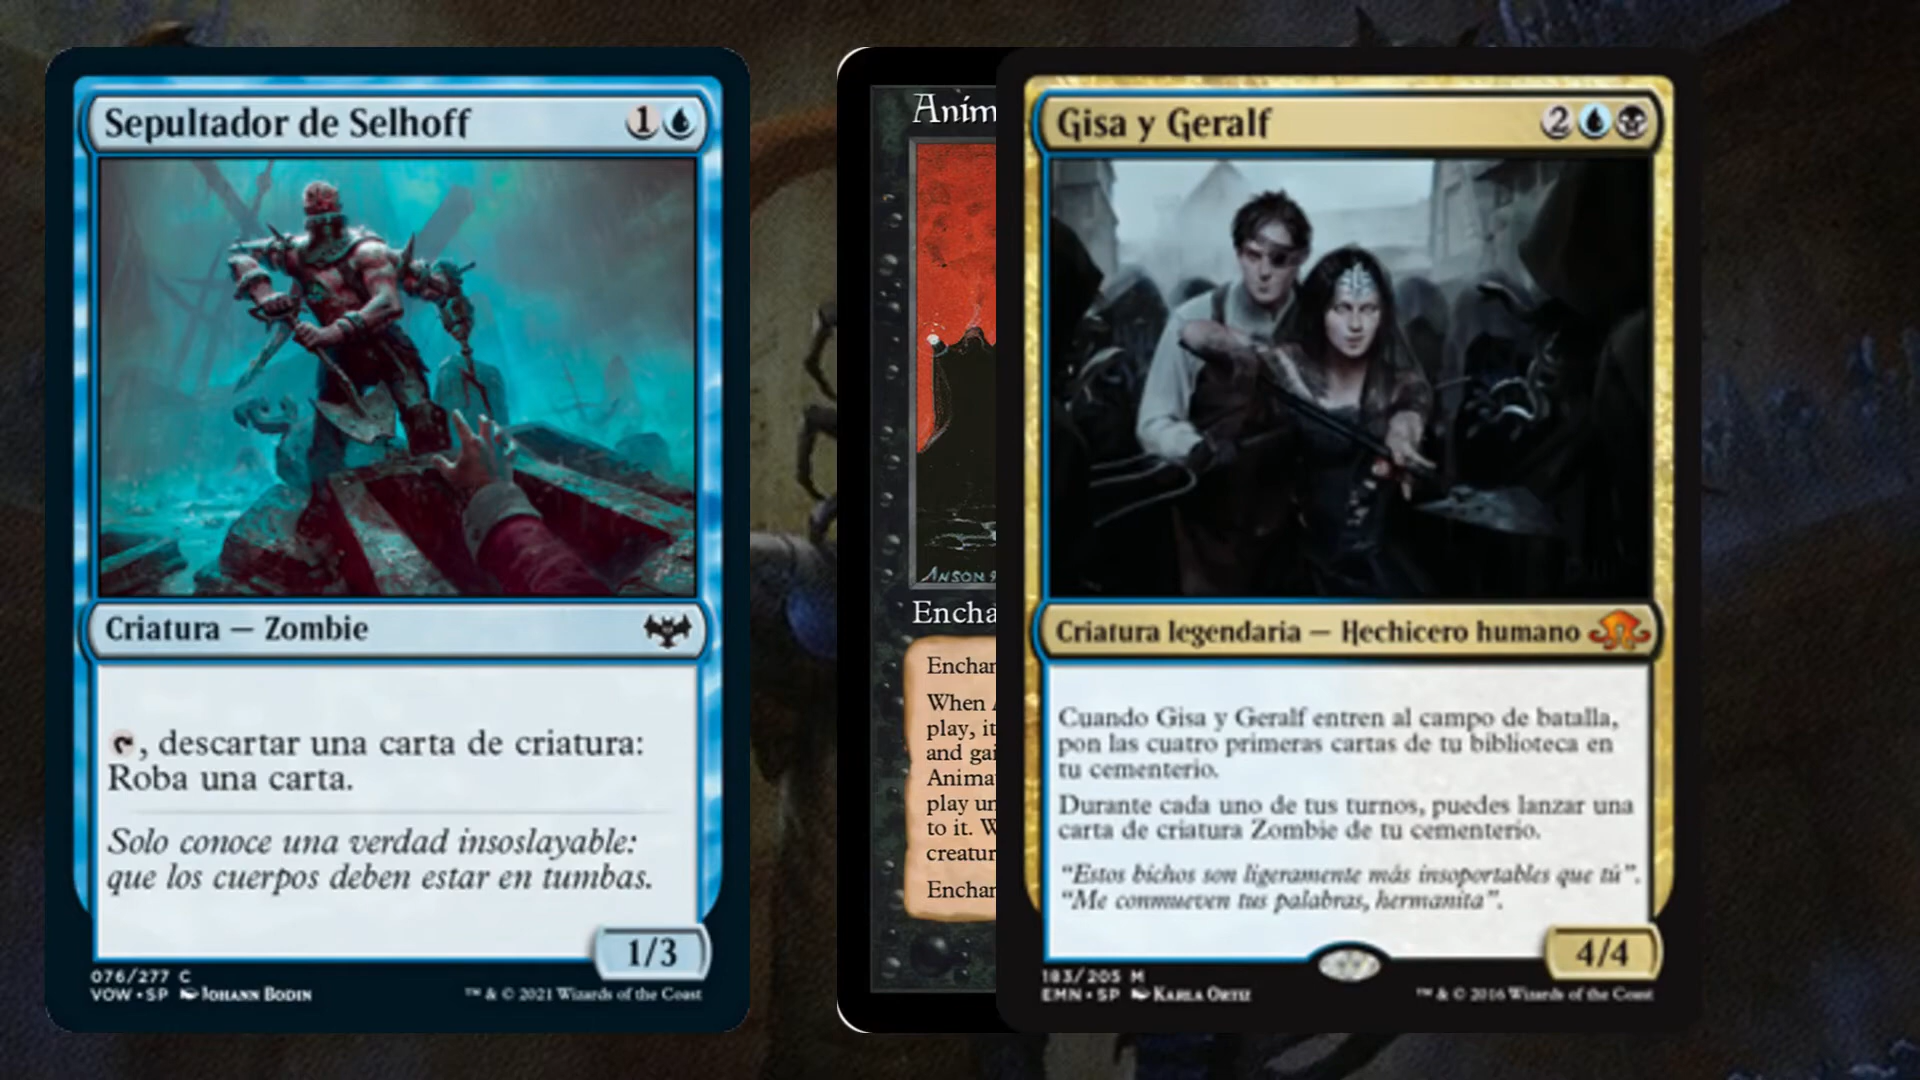 Sepultador de Selhoff
1
Criatura — Zombie
, descartar una carta de criatura:
Roba una carta.
Solo conoce una verdad insoslayable:
que los cuerpos deben estar en tumbas.
1/3
076/277 C
VOW • SP Johann Bodin
™ & © 2021 Wizards of the Coast
Anim
Anson 9
Encha
Enchan
When A
play, it
and gai
Anima
play un
to it. W
creatur
Enchan
Gisa y Geralf
2
Criatura legendaria — Hechicero humano
Cuando Gisa y Geralf entren al campo de batalla,
pon las cuatro primeras cartas de tu biblioteca en
tu cementerio.
Durante cada uno de tus turnos, puedes lanzar una
carta de criatura Zombie de tu cementerio.
“Estos bichos son ligeramente más insoportables que tú”.
“Me conmueven tus palabras, hermanita”.
4/4
183/205 M
EMN • SP Karla Ortiz
™ & © 2016 Wizards of the Coast